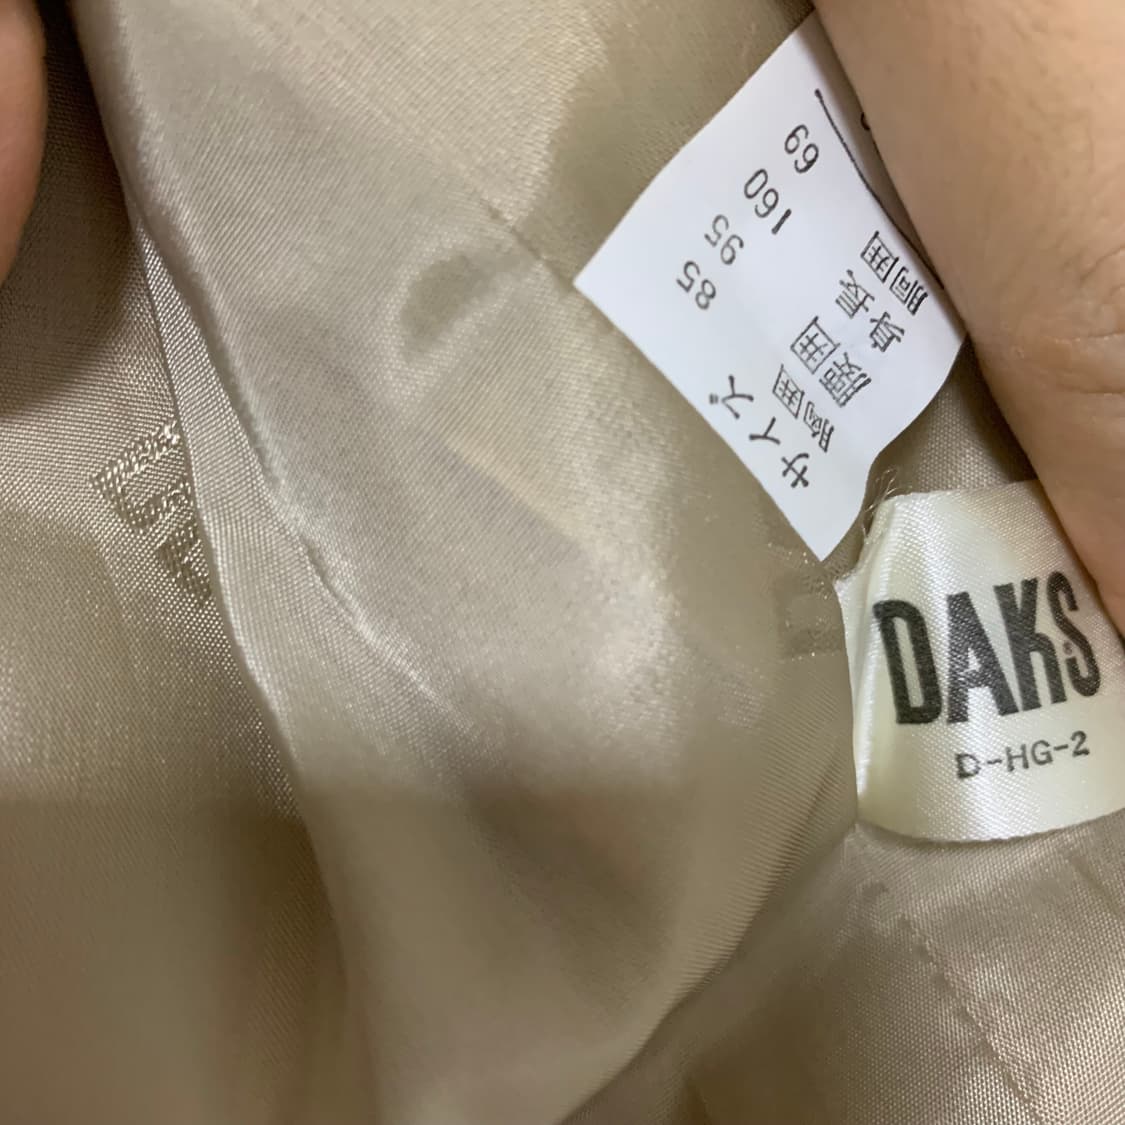 サイズ
胸囲 85
腰囲 95
身長 160
胴囲 69
DAKS
D-HG-2